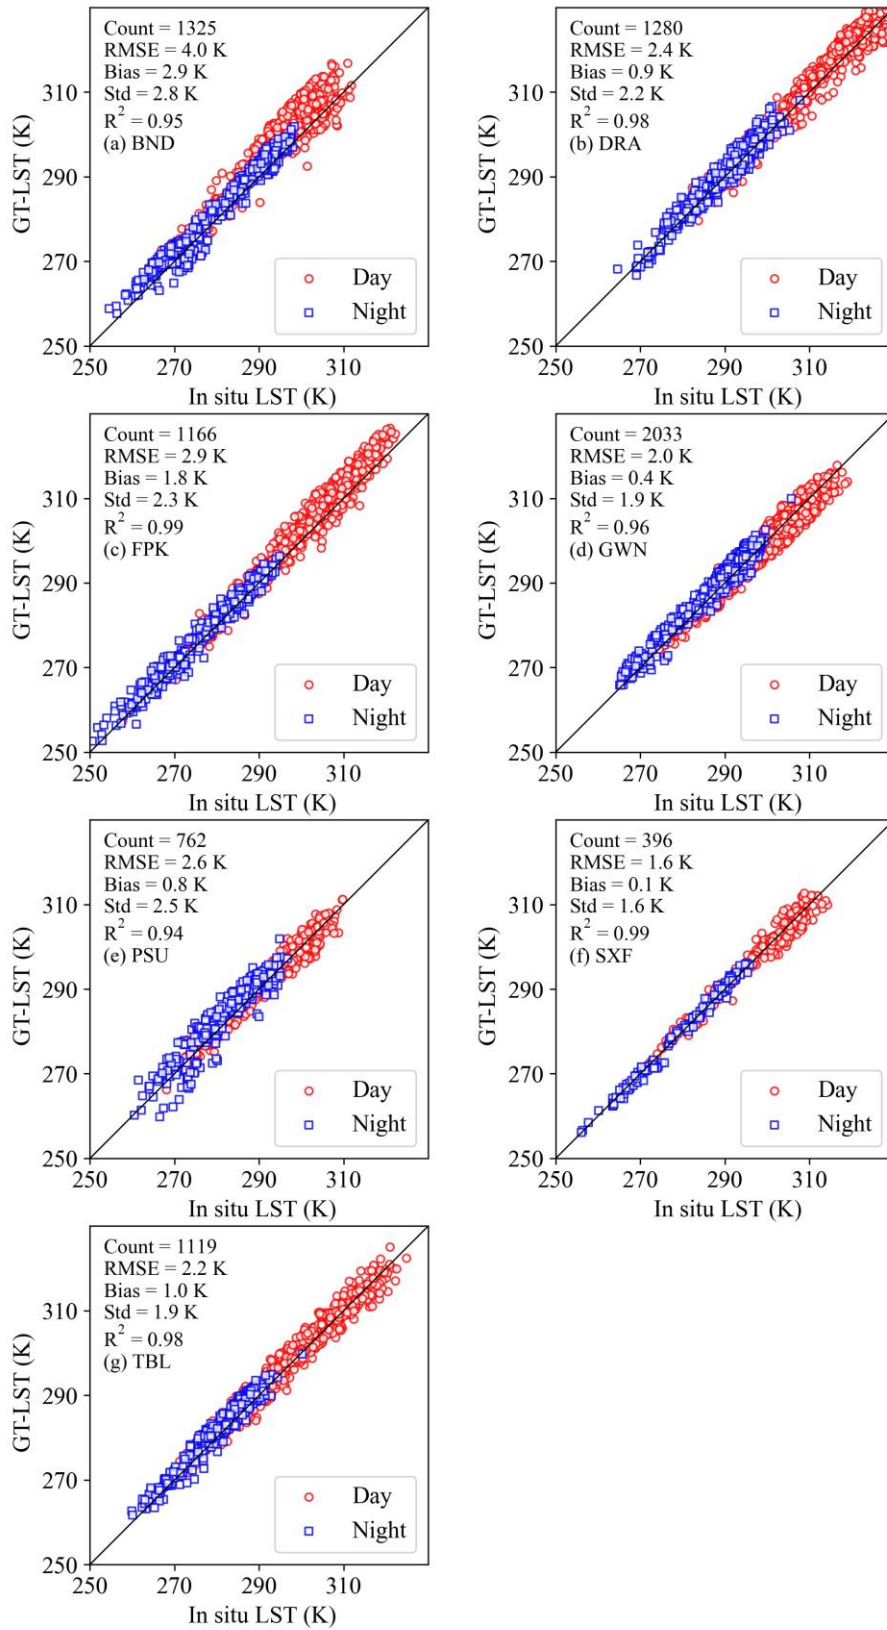 Count = 1325
RMSE = 4.0 K
Bias = 2.9 K
Std = 2.8 K
R² = 0.95
(a) BND
310
290
270
250
GT-LST (K)
Day
Night
250 270 290 310
In situ LST (K)
Count = 1280
RMSE = 2.4 K
Bias = 0.9 K
Std = 2.2 K
R² = 0.98
(b) DRA
310
290
270
250
GT-LST (K)
Day
Night
250 270 290 310
In situ LST (K)
Count = 1166
RMSE = 2.9 K
Bias = 1.8 K
Std = 2.3 K
R² = 0.99
(c) FPK
310
290
270
250
GT-LST (K)
Day
Night
250 270 290 310
In situ LST (K)
Count = 2033
RMSE = 2.0 K
Bias = 0.4 K
Std = 1.9 K
R² = 0.96
(d) GWN
310
290
270
250
GT-LST (K)
Day
Night
250 270 290 310
In situ LST (K)
Count = 762
RMSE = 2.6 K
Bias = 0.8 K
Std = 2.5 K
R² = 0.94
(e) PSU
310
290
270
250
GT-LST (K)
Day
Night
250 270 290 310
In situ LST (K)
Count = 396
RMSE = 1.6 K
Bias = 0.1 K
Std = 1.6 K
R² = 0.99
(f) SXF
310
290
270
250
GT-LST (K)
Day
Night
250 270 290 310
In situ LST (K)
Count = 1119
RMSE = 2.2 K
Bias = 1.0 K
Std = 1.9 K
R² = 0.98
(g) TBL
310
290
270
250
GT-LST (K)
Day
Night
250 270 290 310
In situ LST (K)